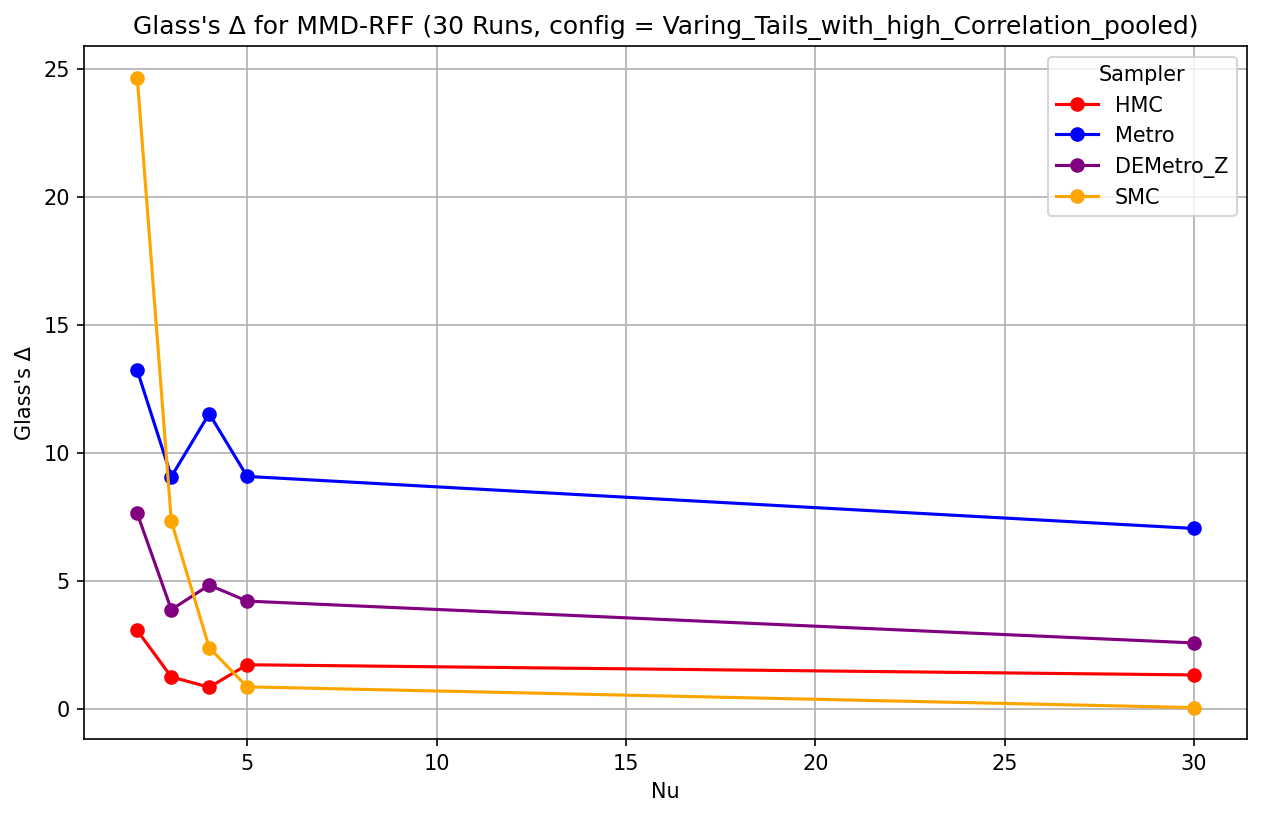 Glass's Δ for MMD-RFF (30 Runs, config = Varing_Tails_with_high_Correlation_pooled)
25
20
15
10
5
0
Glass's Δ
Sampler
HMC
Metro
DEMetro_Z
SMC
5
10
15
20
25
30
Nu